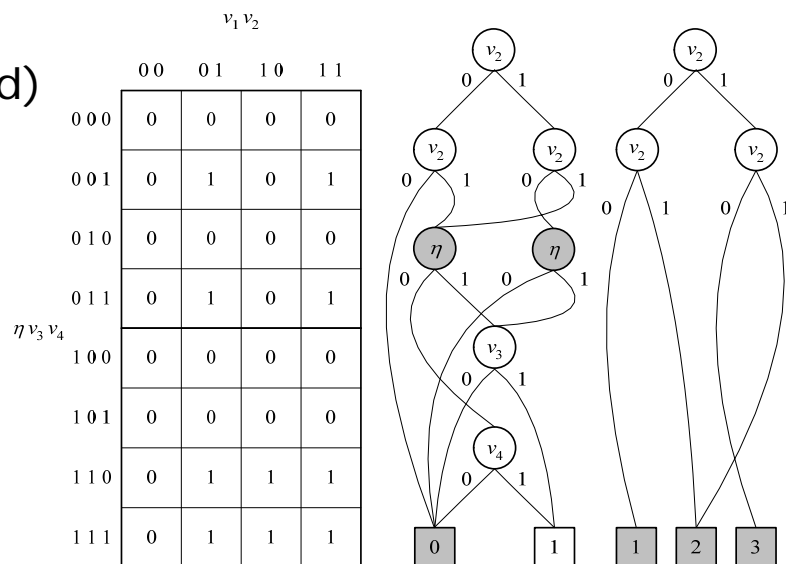 d)
v1 v2
0 0 0 1 1 0 1 1
0 0 0 0 0 0 0
0 0 1 0 1 0 1
0 1 0 0 0 0 0
0 1 1 0 1 0 1
η v3 v4
1 0 0 0 0 0 0
1 0 1 0 0 0 0
1 1 0 0 1 1 1
1 1 1 0 1 1 1
v2
0 1
v2 v2
0 1 0 1
η η
0 1 0 1
v3
0 1
v4
0 1
0 1
v2
0 1
v2 v2
0 1 0 1
1 2 3